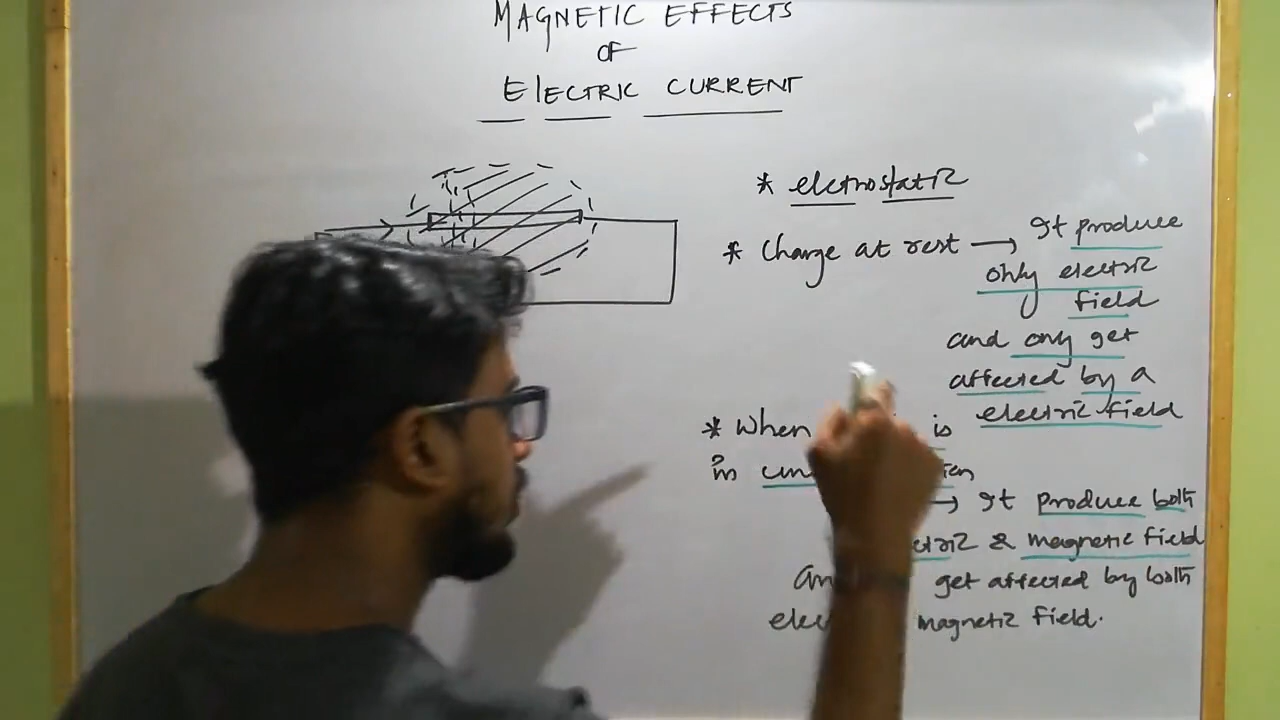 MAGNETIC EFFECTS
OF
ElECTRIC CURRENT
* electrostatic
* Charge at rest → It produce
only electric
field
and only get
affected by a
electric field
* When is
in
→ It produce both
& magnetic field
get affected by both
magnetic field.